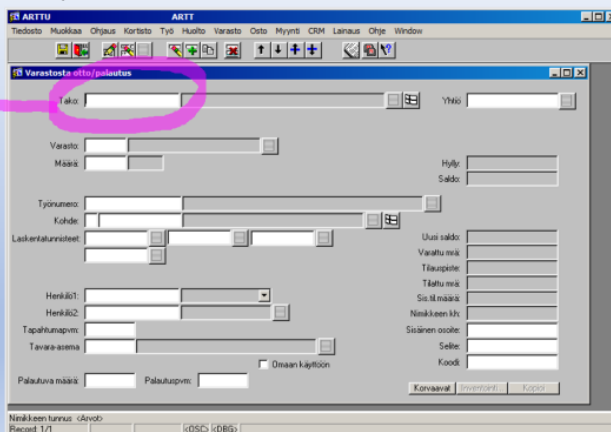 ARTTU ARTT
Tiedosto Muokkaa Ohjaus Kortisto Työ Huolto Varasto Osto Myynti CRM Lainaus Ohje Window
Varastosta otto/palautus
Tako: Yhtiö
Varasto:
Määrä: Hylly:
Saldo:
Työnumero:
Kohde:
Laskentatunnisteet: Uusi saldo:
Varattu mrä:
Tilauspiste:
Tilattu mrä:
Henkilö1: Sis.til.määrä:
Henkilö2: Nimikkeen kh:
Tapahtumapvm: Sisäinen osoite:
Tavara-asema Selite:
Omaan käyttöön Koodi:
Palautuva määrä: Palautuspvm: Korvaavat Inventointi... Kopioi
Nimikkeen tunnus <Arvot>
Record: 1/1 <OSC> <DBG>